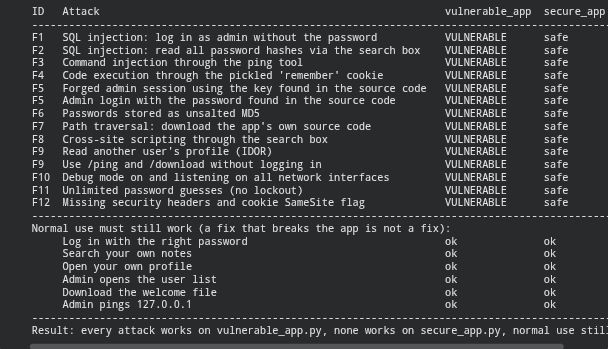 ID Attack vulnerable_app secure_app
F1 SQL injection: log in as admin without the password VULNERABLE safe
F2 SQL injection: read all password hashes via the search box VULNERABLE safe
F3 Command injection through the ping tool VULNERABLE safe
F4 Code execution through the pickled 'remember' cookie VULNERABLE safe
F5 Forged admin session using the key found in the source code VULNERABLE safe
F5 Admin login with the password found in the source code VULNERABLE safe
F6 Passwords stored as unsalted MD5 VULNERABLE safe
F7 Path traversal: download the app's own source code VULNERABLE safe
F8 Cross-site scripting through the search box VULNERABLE safe
F9 Read another user's profile (IDOR) VULNERABLE safe
F9 Use /ping and /download without logging in VULNERABLE safe
F10 Debug mode on and listening on all network interfaces VULNERABLE safe
F11 Unlimited password guesses (no lockout) VULNERABLE safe
F12 Missing security headers and cookie SameSite flag VULNERABLE safe
Normal use must still work (a fix that breaks the app is not a fix):
Log in with the right password ok ok
Search your own notes ok ok
Open your own profile ok ok
Admin opens the user list ok ok
Download the welcome file ok ok
Admin pings 127.0.0.1 ok ok
Result: every attack works on vulnerable_app.py, none works on secure_app.py, normal use still